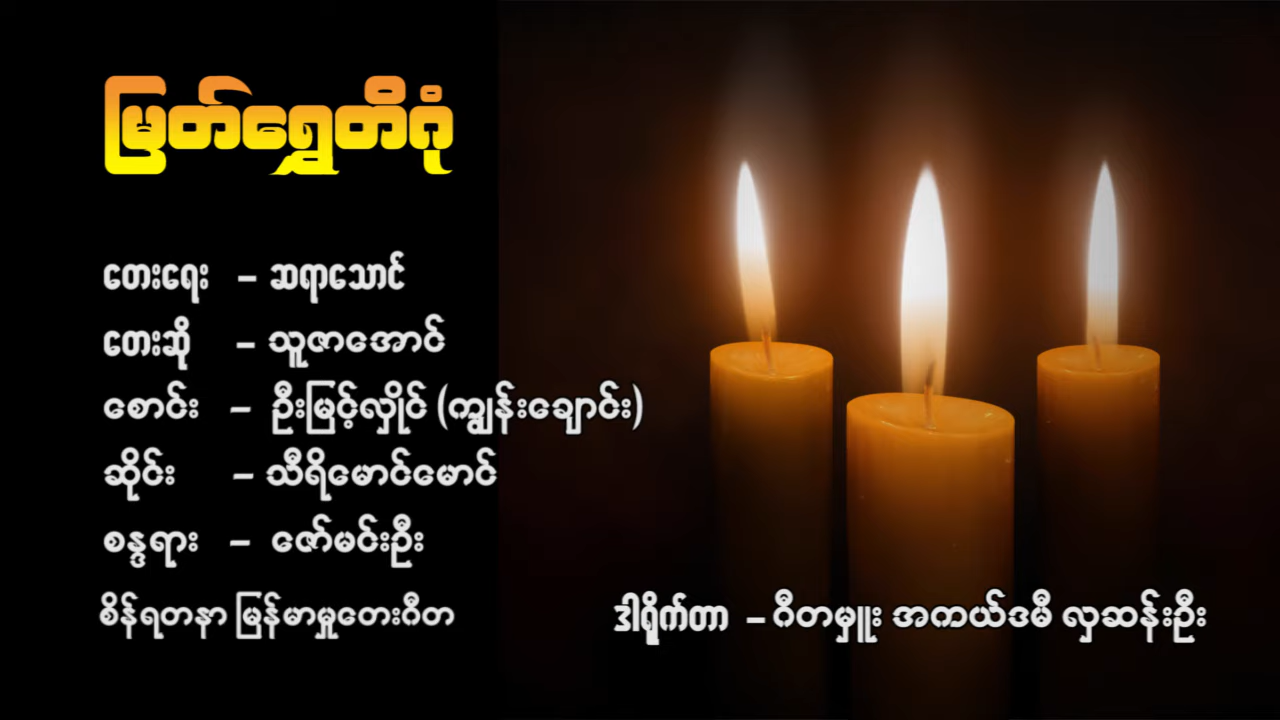 မြတ်ရွှေတိဂုံ
တေးရေး – ဆရာသောင်
တေးဆို – သူဇာအောင်
စောင်း – ဦးမြင့်လှိုင် (ကျွန်းချောင်း)
ဆိုင်း – သီရိမောင်မောင်
စန္ဒရား – ဇော်မင်းဦး
စိန်ရတနာ မြန်မာမှုတေးဂီတ
ဒါရိုက်တာ – ဂီတမှူး အကယ်ဒမီ လှဆန်းဦး